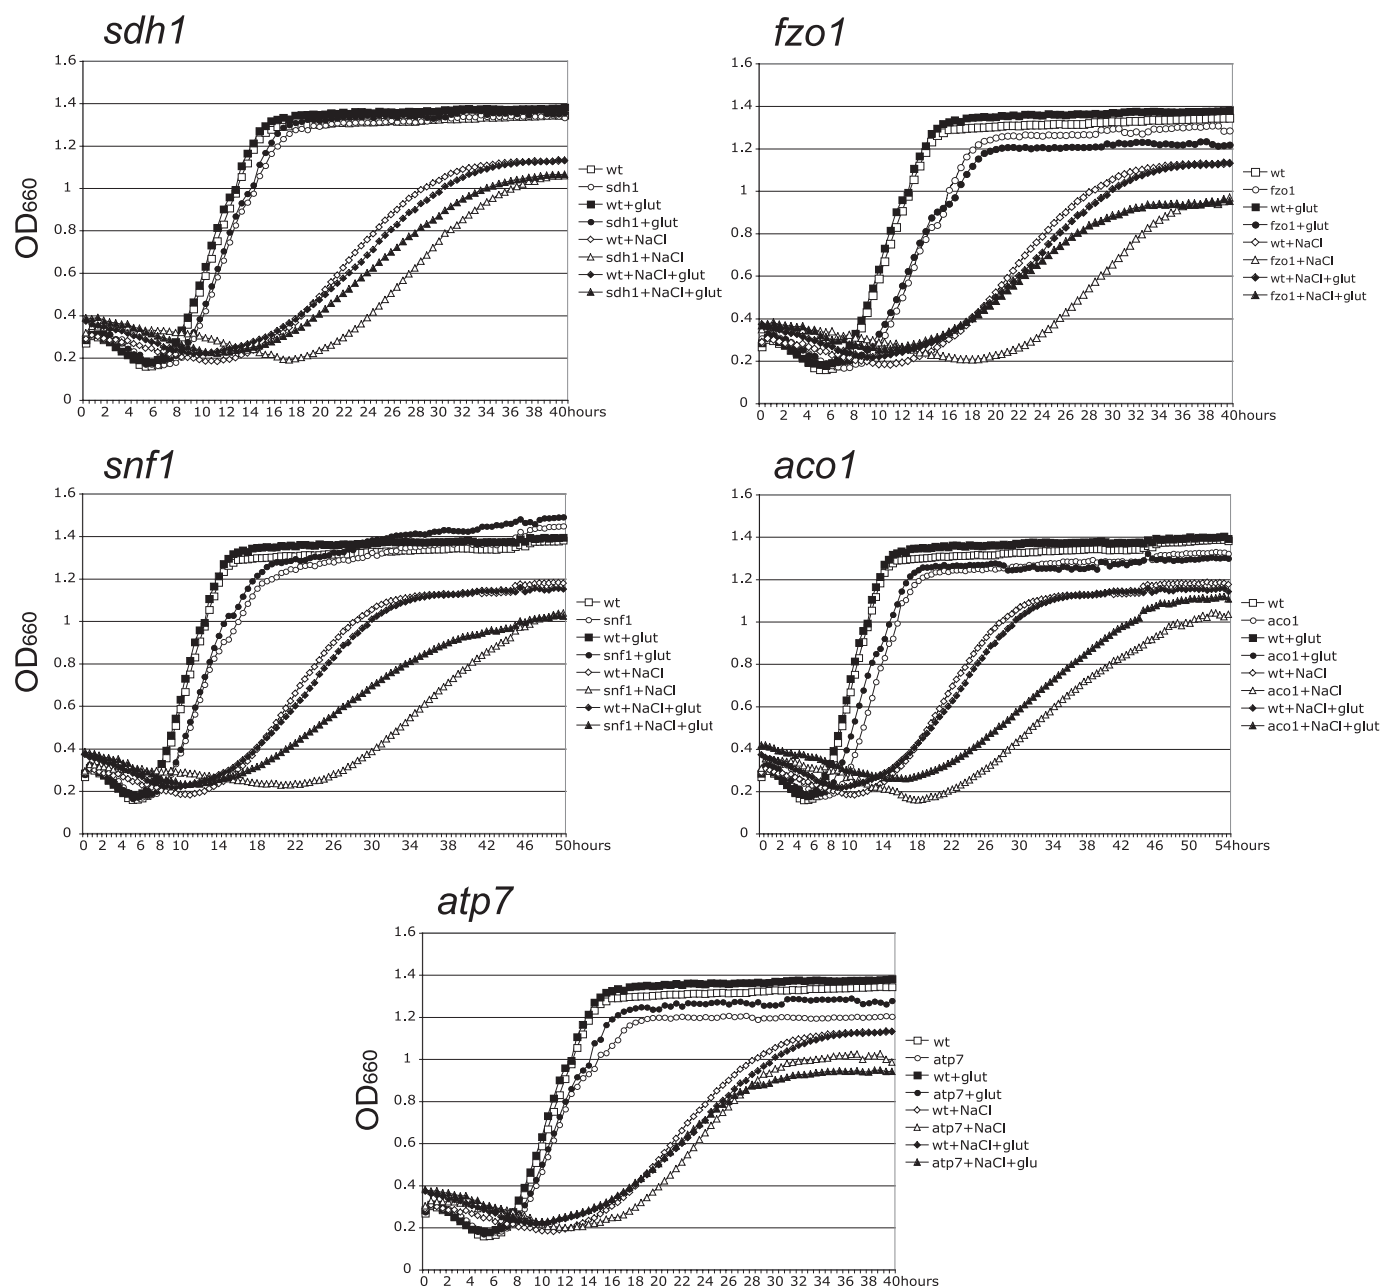 sdh1
OD660
1.6
1.4
1.2
1
0.8
0.6
0.4
0.2
0
0 2 4 6 8 10 12 14 16 18 20 22 24 26 28 30 32 34 36 38 40hours
wt
sdh1
wt+glut
sdh1+glut
wt+NaCl
sdh1+NaCl
wt+NaCl+glut
sdh1+NaCl+glut
fzo1
1.6
1.4
1.2
1
0.8
0.6
0.4
0.2
0
0 2 4 6 8 10 12 14 16 18 20 22 24 26 28 30 32 34 36 38 40hours
wt
fzo1
wt+glut
fzo1+glut
wt+NaCl
fzo1+NaCl
wt+NaCl+glut
fzo1+NaCl+glut
snf1
OD660
1.6
1.4
1.2
1
0.8
0.6
0.4
0.2
0
0 2 4 6 8 10 14 18 22 26 30 34 38 42 46 50hours
wt
snf1
wt+glut
snf1+glut
wt+NaCl
snf1+NaCl
wt+NaCl+glut
snf1+NaCl+glut
aco1
1.6
1.4
1.2
1
0.8
0.6
0.4
0.2
0
0 2 4 6 8 10 14 18 22 26 30 34 38 42 46 50 54hours
wt
aco1
wt+glut
aco1+glut
wt+NaCl
aco1+NaCl
wt+NaCl+glut
aco1+NaCl+glut
atp7
OD660
1.6
1.4
1.2
1
0.8
0.6
0.4
0.2
0
0 2 4 6 8 10 12 14 16 18 20 22 24 26 28 30 32 34 36 38 40hours
wt
atp7
wt+glut
atp7+glut
wt+NaCl
atp7+NaCl
wt+NaCl+glut
atp7+NaCl+glu